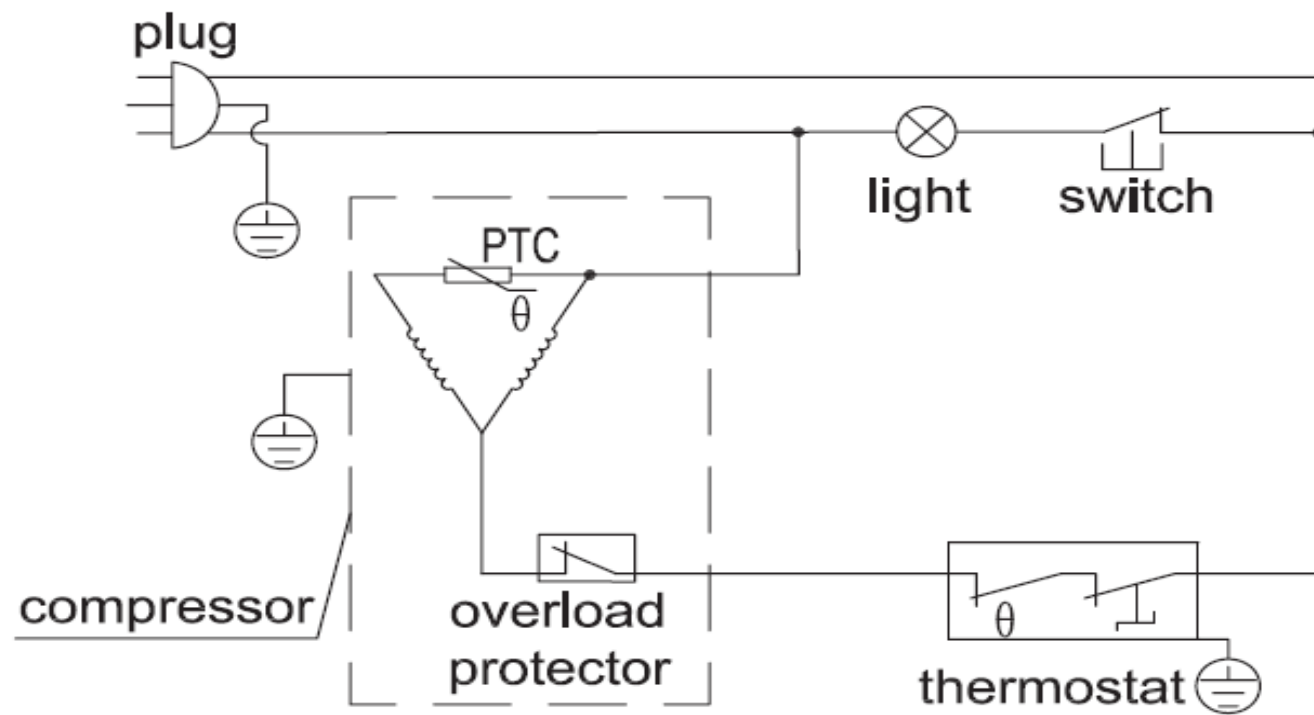 plug
light
switch
PTC
θ
compressor
overload
protector
θ
thermostat